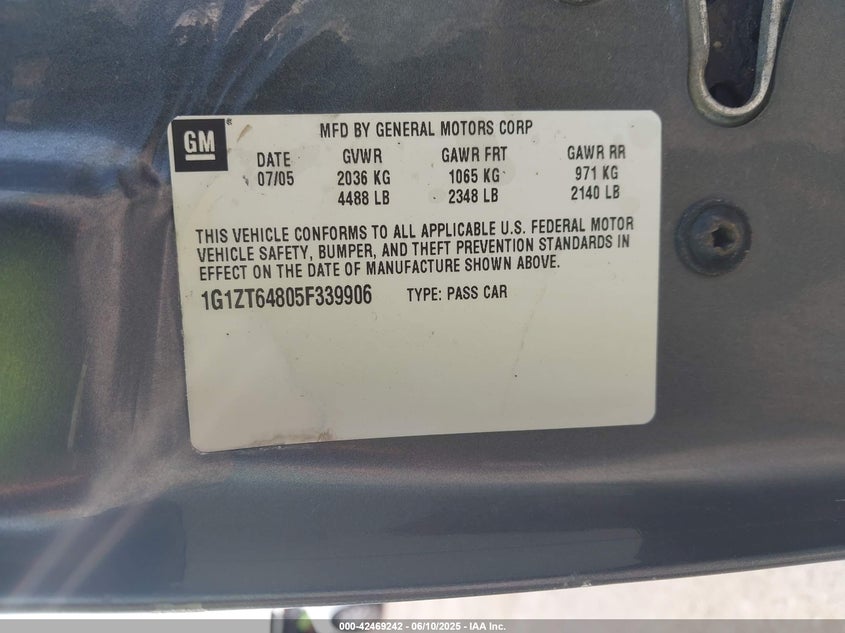 GM ®
MFD BY GENERAL MOTORS CORP
DATE GVWR GAWR FRT GAWR RR
07/05 2036 KG 1065 KG 971 KG
4488 LB 2348 LB 2140 LB
THIS VEHICLE CONFORMS TO ALL APPLICABLE U.S. FEDERAL MOTOR
VEHICLE SAFETY, BUMPER, AND THEFT PREVENTION STANDARDS IN
EFFECT ON THE DATE OF MANUFACTURE SHOWN ABOVE.
1G1ZT64805F339906 TYPE: PASS CAR
000-42469242 - 06/10/2025 - IAA Inc.